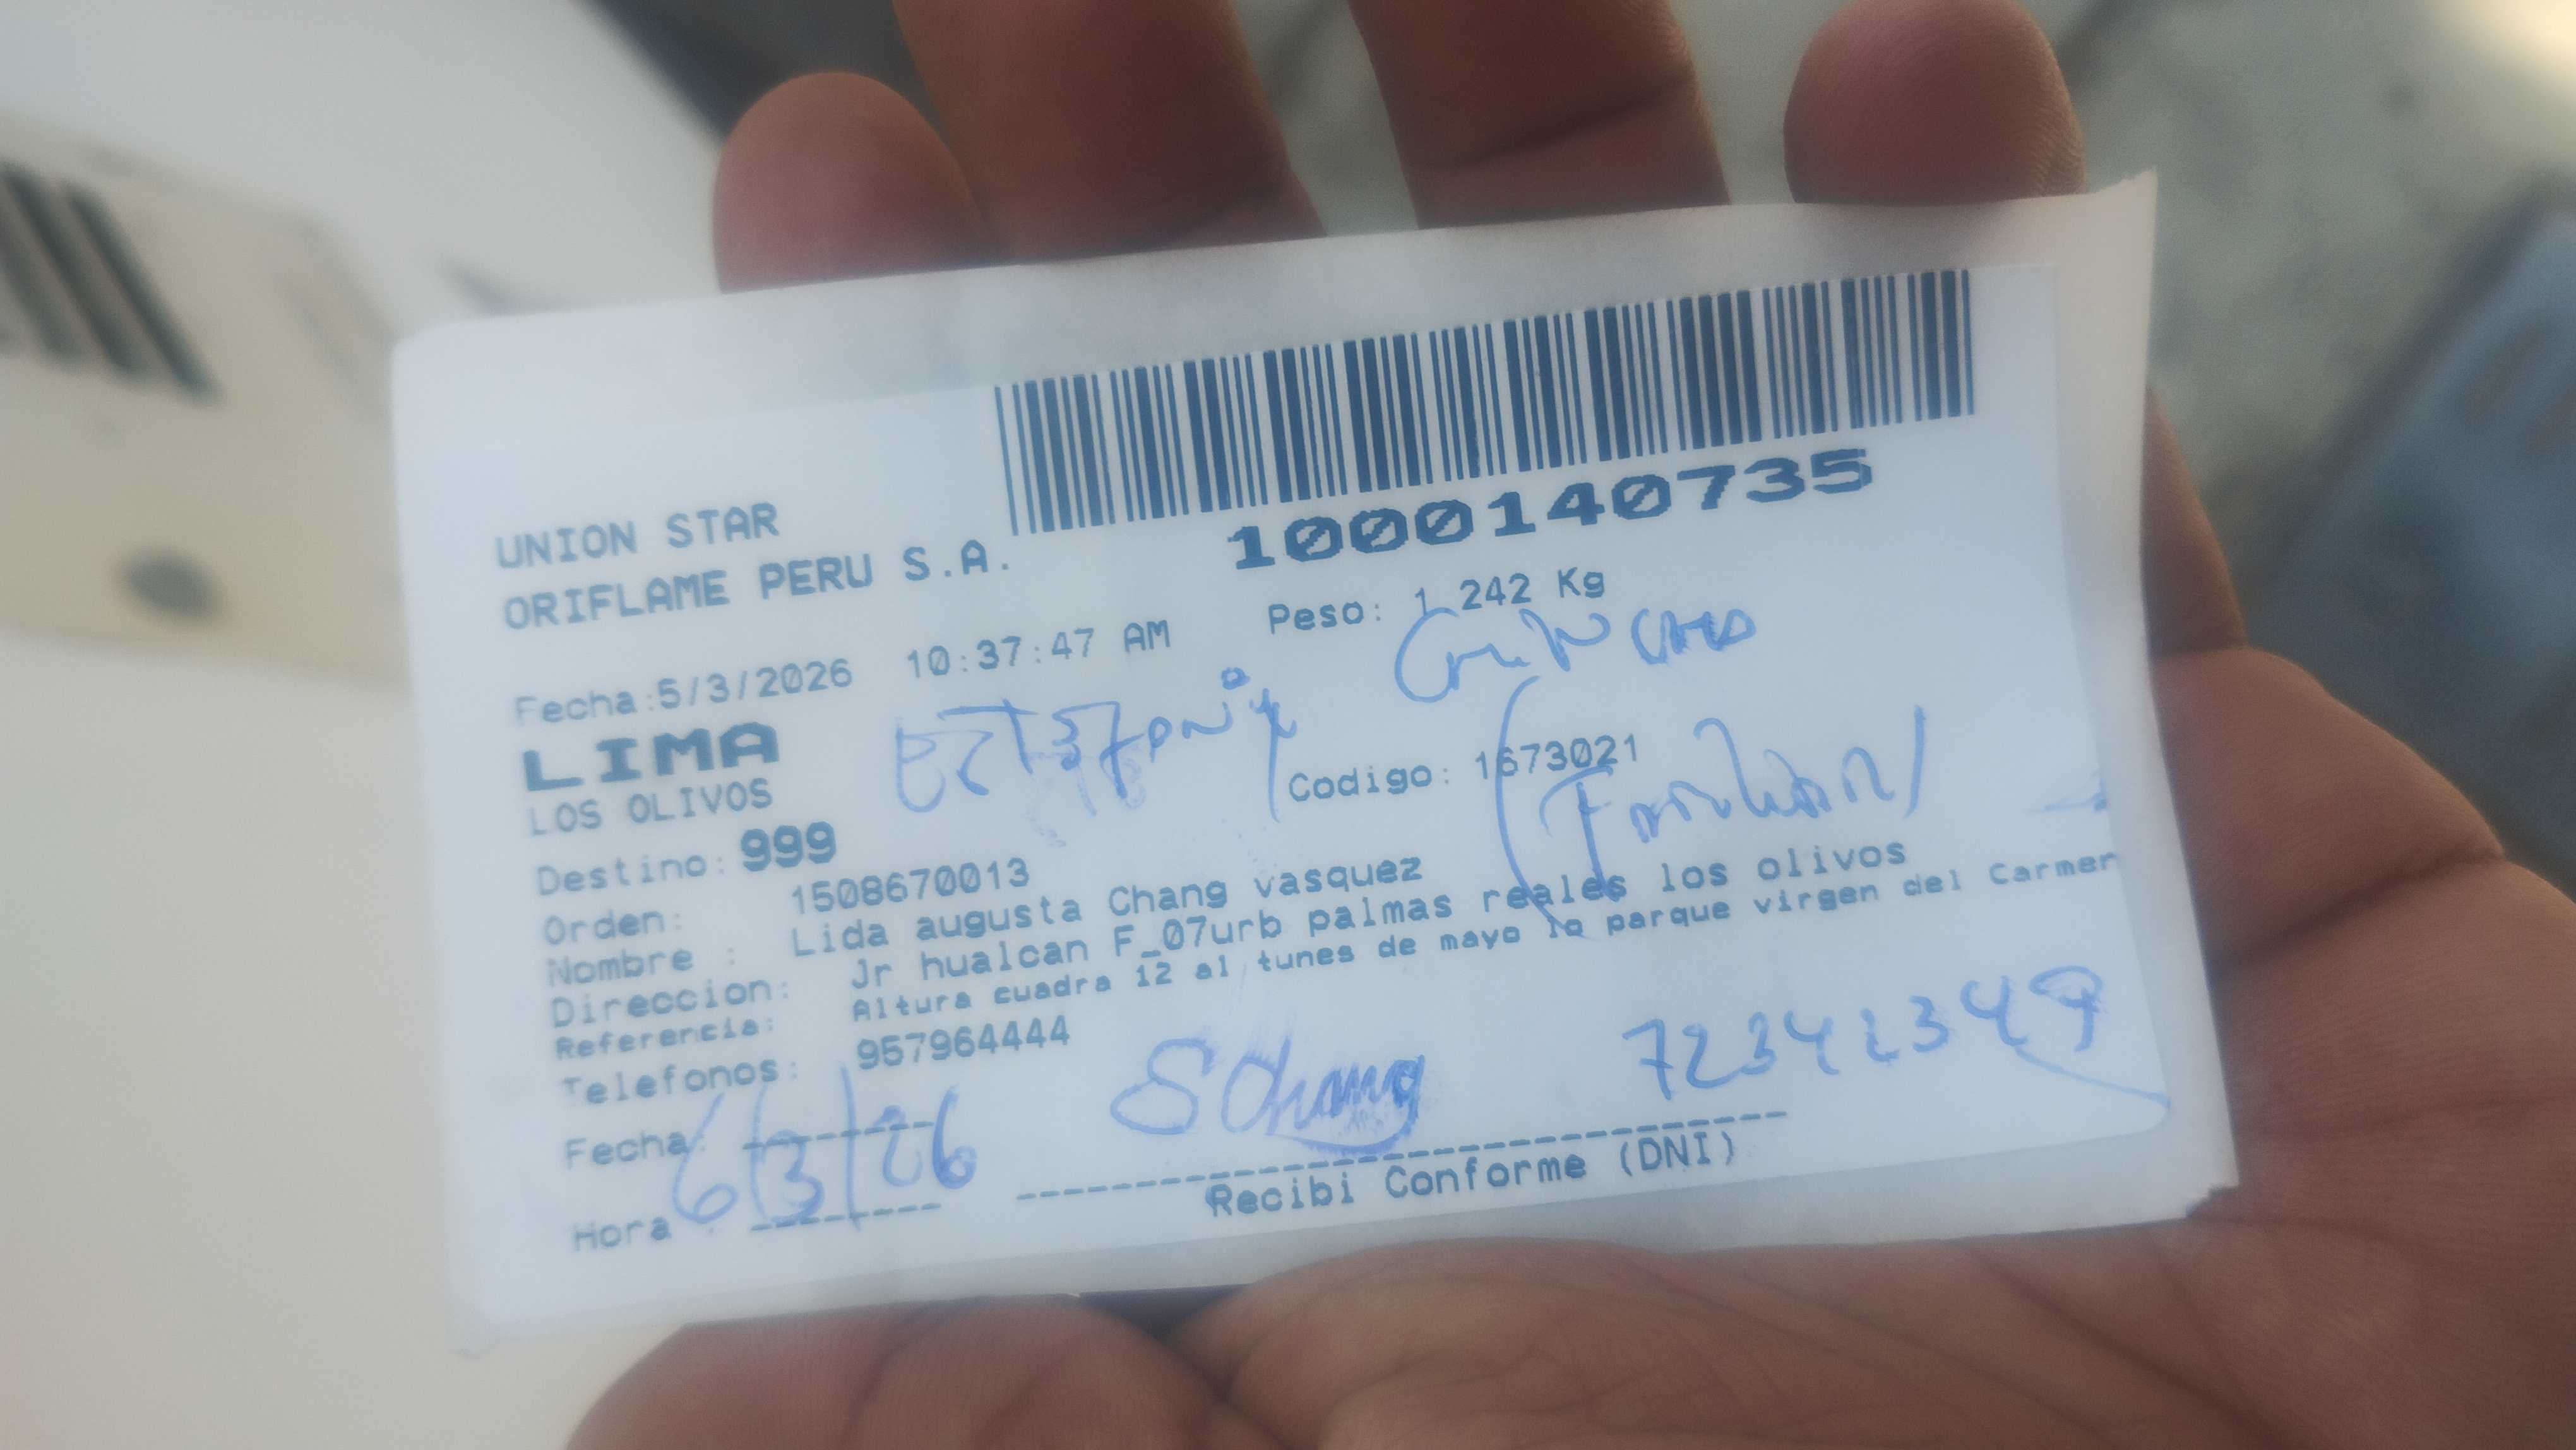 1000140735
UNION STAR
ORIFLAME PERU S.A.
Fecha:5/3/2026 10:37:47 AM Peso: 1.242 Kg
LIMA
LOS OLIVOS
Codigo: 1673021
Destino: 999
Orden: 1508670013
Nombre : Lida augusta Chang vasquez
Direccion: Jr hualcan F_07urb palmas reales los olivos
Referencia: Altura cuadra 12 al tunes de mayo la parque virgen del Carmen
Telefonos: 957964444
Fecha: 6/3/26
SChang 72342349
Hora
Recibi Conforme (DNI)